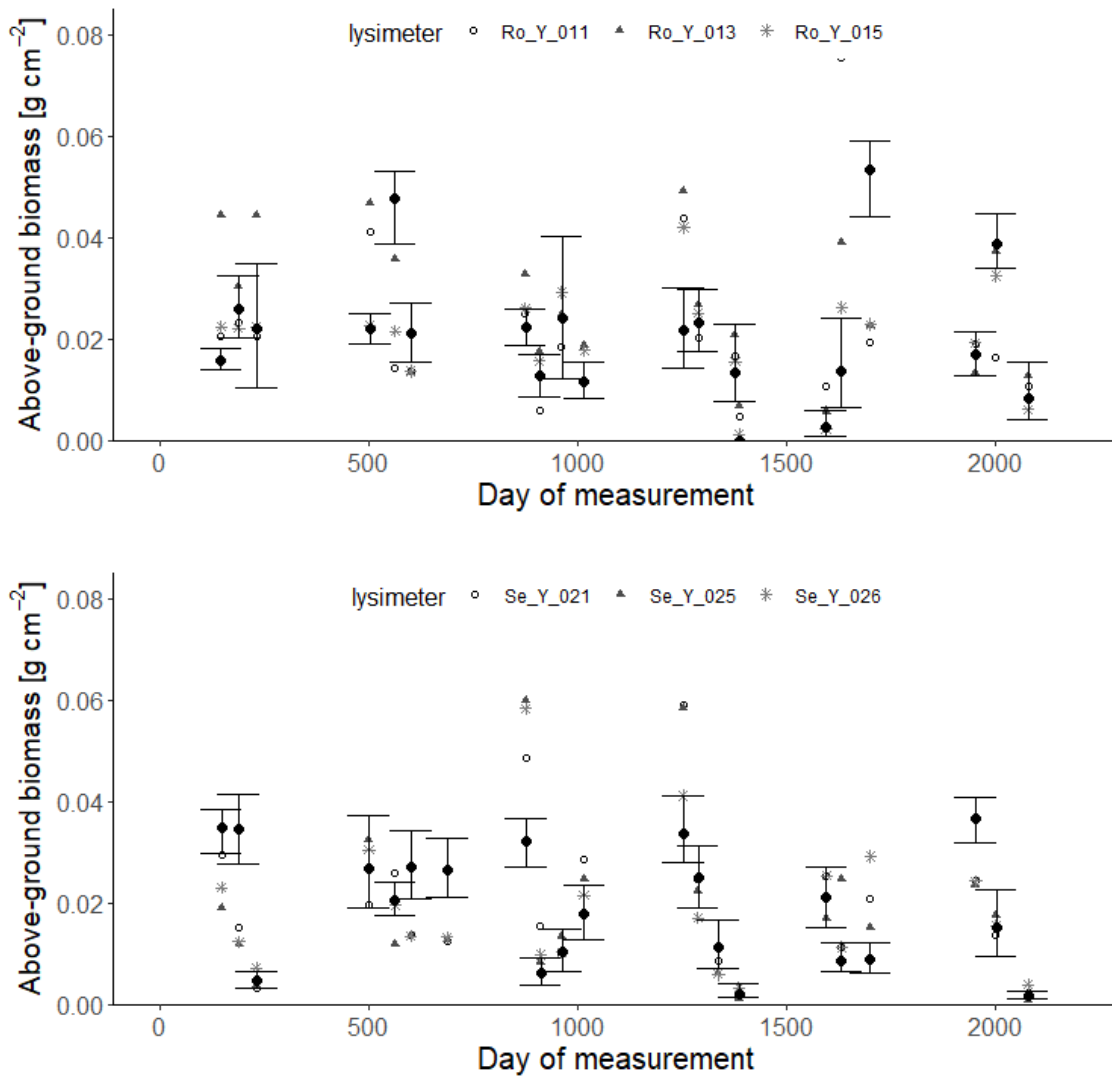 lysimeter Ro_Y_011 Ro_Y_013 Ro_Y_015
Above-ground biomass [g cm⁻²]
0.08
0.06
0.04
0.02
0.00
0 500 1000 1500 2000
Day of measurement
lysimeter Se_Y_021 Se_Y_025 Se_Y_026
Above-ground biomass [g cm⁻²]
0.08
0.06
0.04
0.02
0.00
0 500 1000 1500 2000
Day of measurement